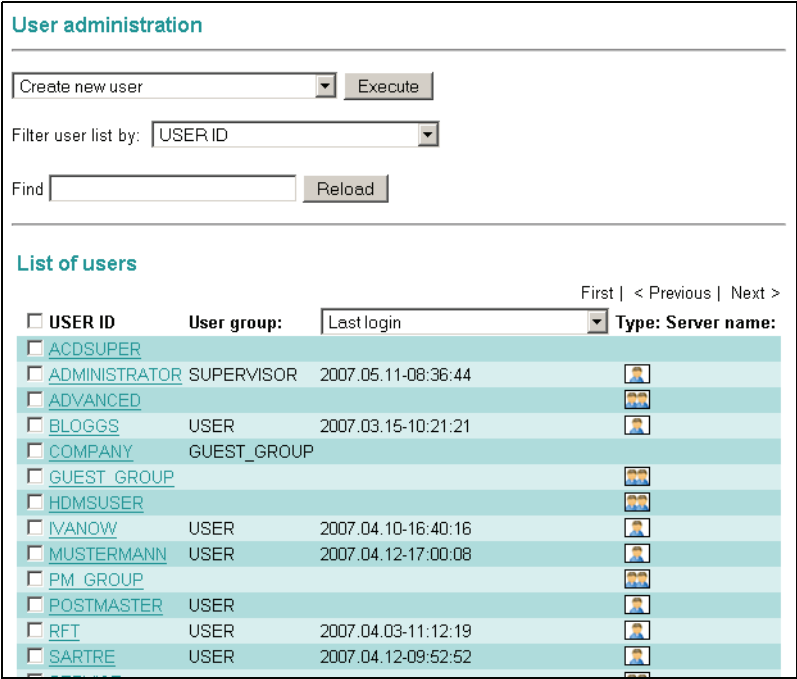 User administration
Create new user Execute
Filter user list by: USER ID
Find Reload
List of users
First | < Previous | Next >
USER ID User group: Last login Type: Server name:
ACDSUPER
ADMINISTRATOR SUPERVISOR 2007.05.11-08:36:44
ADVANCED
BLOGGS USER 2007.03.15-10:21:21
COMPANY GUEST_GROUP
GUEST_GROUP
HDMSUSER
IVANOW USER 2007.04.10-16:40:16
MUSTERMANN USER 2007.04.12-17:00:08
PM_GROUP
POSTMASTER USER
RFT USER 2007.04.03-11:12:19
SARTRE USER 2007.04.12-09:52:52